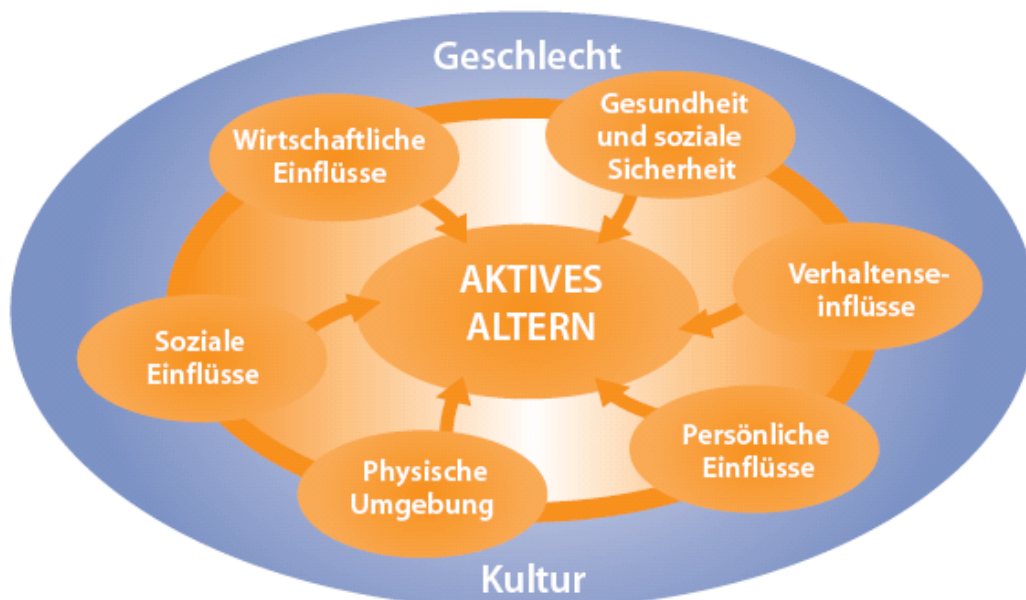 Geschlecht
Wirtschaftliche
Einflüsse
Gesundheit
und soziale
Sicherheit
AKTIVES
ALTERN
Verhaltense-
inflüsse
Soziale
Einflüsse
Persönliche
Einflüsse
Physische
Umgebung
Kultur